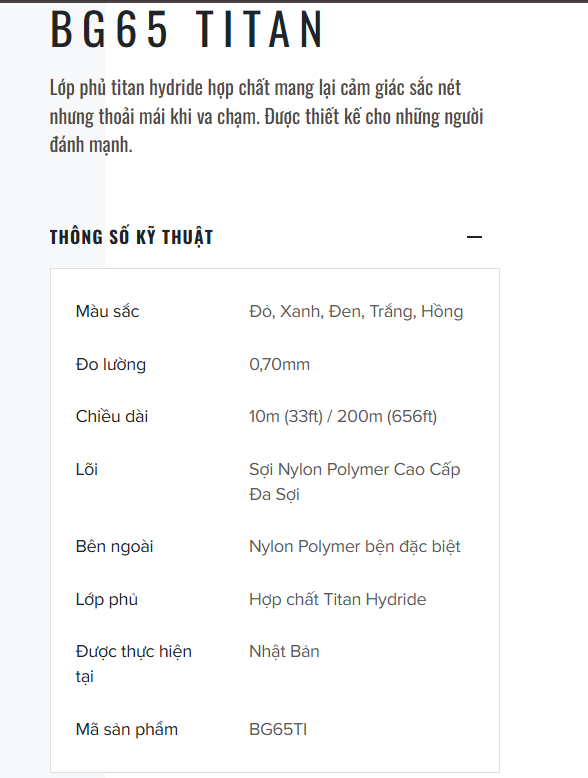 BG65 TITAN
Lớp phủ titan hydride hợp chất mang lại cảm giác sắc nét
nhưng thoải mái khi va chạm. Được thiết kế cho những người
đánh mạnh.
THÔNG SỐ KỸ THUẬT
Màu sắc Đỏ, Xanh, Đen, Trắng, Hồng
Đo lường 0,70mm
Chiều dài 10m (33ft) / 200m (656ft)
Lõi Sợi Nylon Polymer Cao Cấp
Đa Sợi
Bên ngoài Nylon Polymer bện đặc biệt
Lớp phủ Hợp chất Titan Hydride
Được thực hiện Nhật Bản
tại
Mã sản phẩm BG65TI